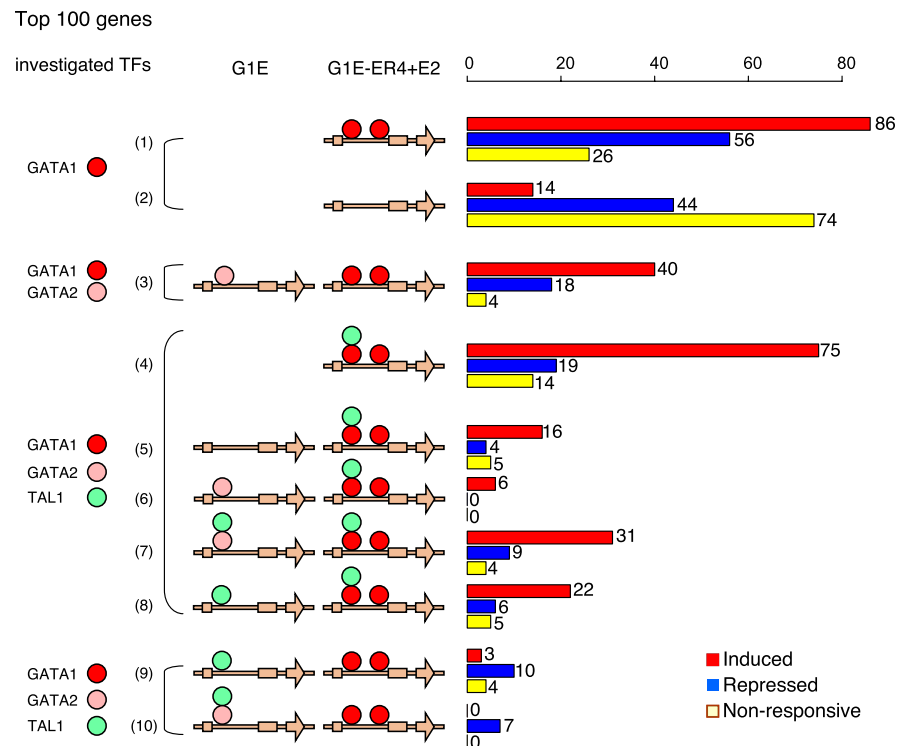 Top 100 genes
investigated TFs G1E G1E-ER4+E2 0 20 40 60 80
(1) 86
56
26
GATA1
(2) 14
44
74
GATA1
GATA2
(3) 40
18
4
(4) 75
19
14
GATA1
GATA2
TAL1
(5) 16
4
5
(6) 6
0
0
(7) 31
9
4
(8) 22
6
5
GATA1
GATA2
TAL1
(9) 3
10
4
(10) 0
7
0
Induced
Repressed
Non-responsive